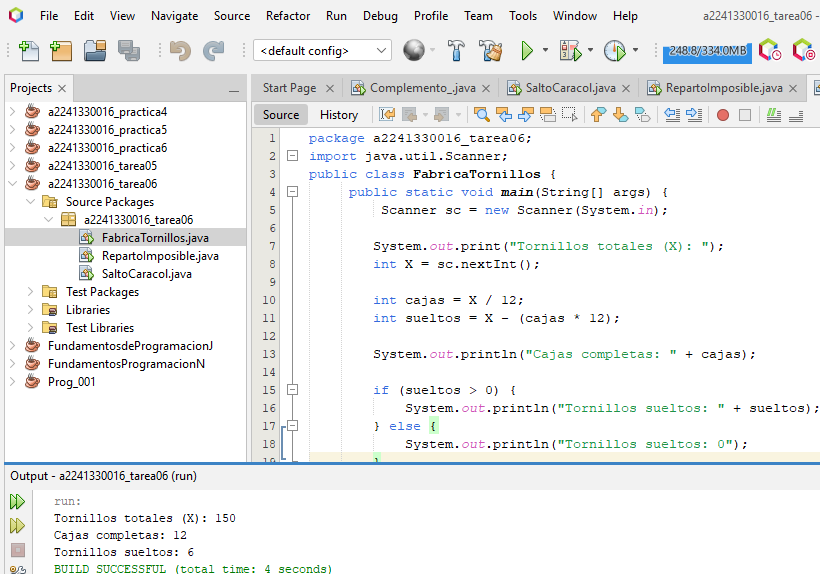 File Edit View Navigate Source Refactor Run Debug Profile Team Tools Window Help a2241330016_tarea06 -
<default config> 248.8/334.0MB
Projects
Start Page Complemento_.java SaltoCaracol.java RepartoImposible.java
Source History
a2241330016_practica4
a2241330016_practica5
a2241330016_practica6
a2241330016_tarea05
a2241330016_tarea06
Source Packages
a2241330016_tarea06
FabricaTornillos.java
RepartoImposible.java
SaltoCaracol.java
Test Packages
Libraries
Test Libraries
FundamentosdeProgramacionJ
FundamentosProgramacionN
Prog_001
1 package a2241330016_tarea06;
2 import java.util.Scanner;
3 public class FabricaTornillos {
4 public static void main(String[] args) {
5 Scanner sc = new Scanner(System.in);
6
7 System.out.print("Tornillos totales (X): ");
8 int X = sc.nextInt();
9
10 int cajas = X / 12;
11 int sueltos = X - (cajas * 12);
12
13 System.out.println("Cajas completas: " + cajas);
14
15 if (sueltos > 0) {
16 System.out.println("Tornillos sueltos: " + sueltos);
17 } else {
18 System.out.println("Tornillos sueltos: 0");
19 }
Output - a2241330016_tarea06 (run)
run:
Tornillos totales (X): 150
Cajas completas: 12
Tornillos sueltos: 6
BUILD SUCCESSFUL (total time: 4 seconds)